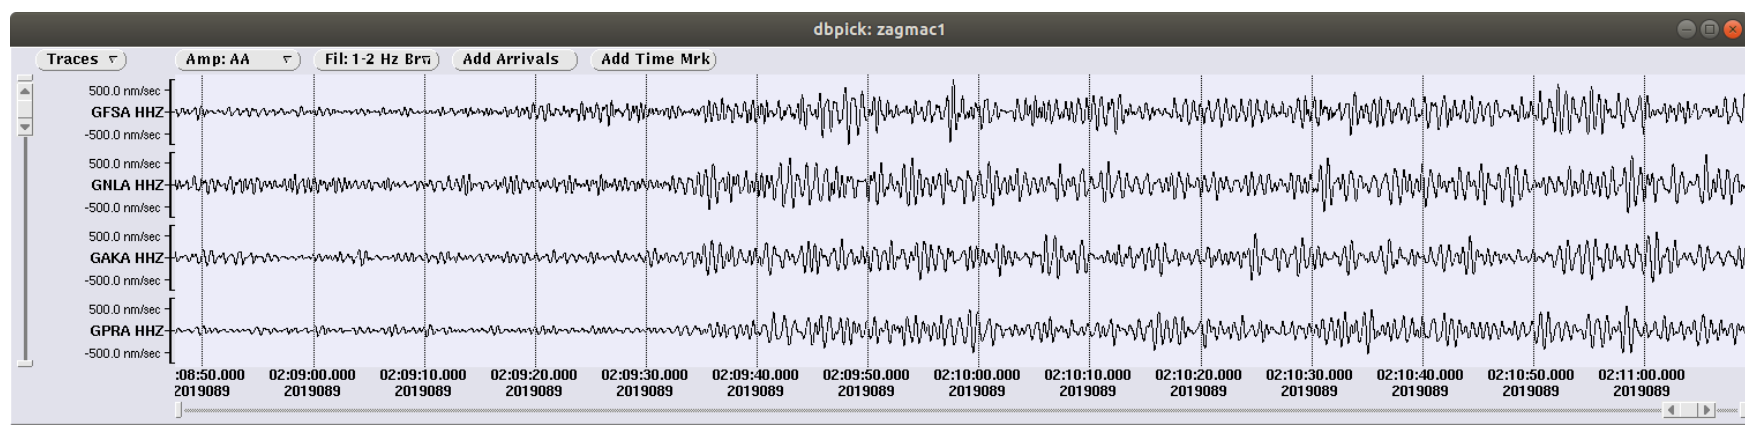 dbpick: zagmac1
Traces Amp: AA Fil: 1-2 Hz Br Add Arrivals Add Time Mrk
500.0 nm/sec
GFSA HHZ
-500.0 nm/sec
500.0 nm/sec
GNLA HHZ
-500.0 nm/sec
500.0 nm/sec
GAKA HHZ
-500.0 nm/sec
500.0 nm/sec
GPRA HHZ
-500.0 nm/sec
:08:50.000 02:09:00.000 02:09:10.000 02:09:20.000 02:09:30.000 02:09:40.000 02:09:50.000 02:10:00.000 02:10:10.000 02:10:20.000 02:10:30.000 02:10:40.000 02:10:50.000 02:11:00.000
2019089 2019089 2019089 2019089 2019089 2019089 2019089 2019089 2019089 2019089 2019089 2019089 2019089 2019089